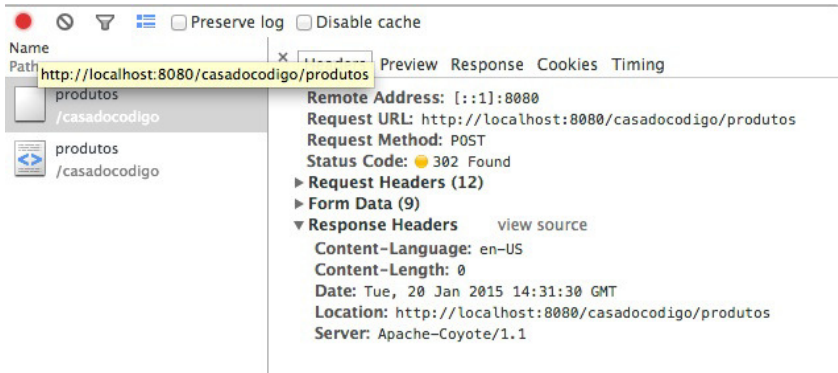 Preserve log Disable cache
Name
Path
http://localhost:8080/casadocodigo/produtos
produtos
/casadocodigo
produtos
/casadocodigo
× Headers Preview Response Cookies Timing
Remote Address: [::1]:8080
Request URL: http://localhost:8080/casadocodigo/produtos
Request Method: POST
Status Code: 302 Found
Request Headers (12)
Form Data (9)
Response Headers view source
Content-Language: en-US
Content-Length: 0
Date: Tue, 20 Jan 2015 14:31:30 GMT
Location: http://localhost:8080/casadocodigo/produtos
Server: Apache-Coyote/1.1